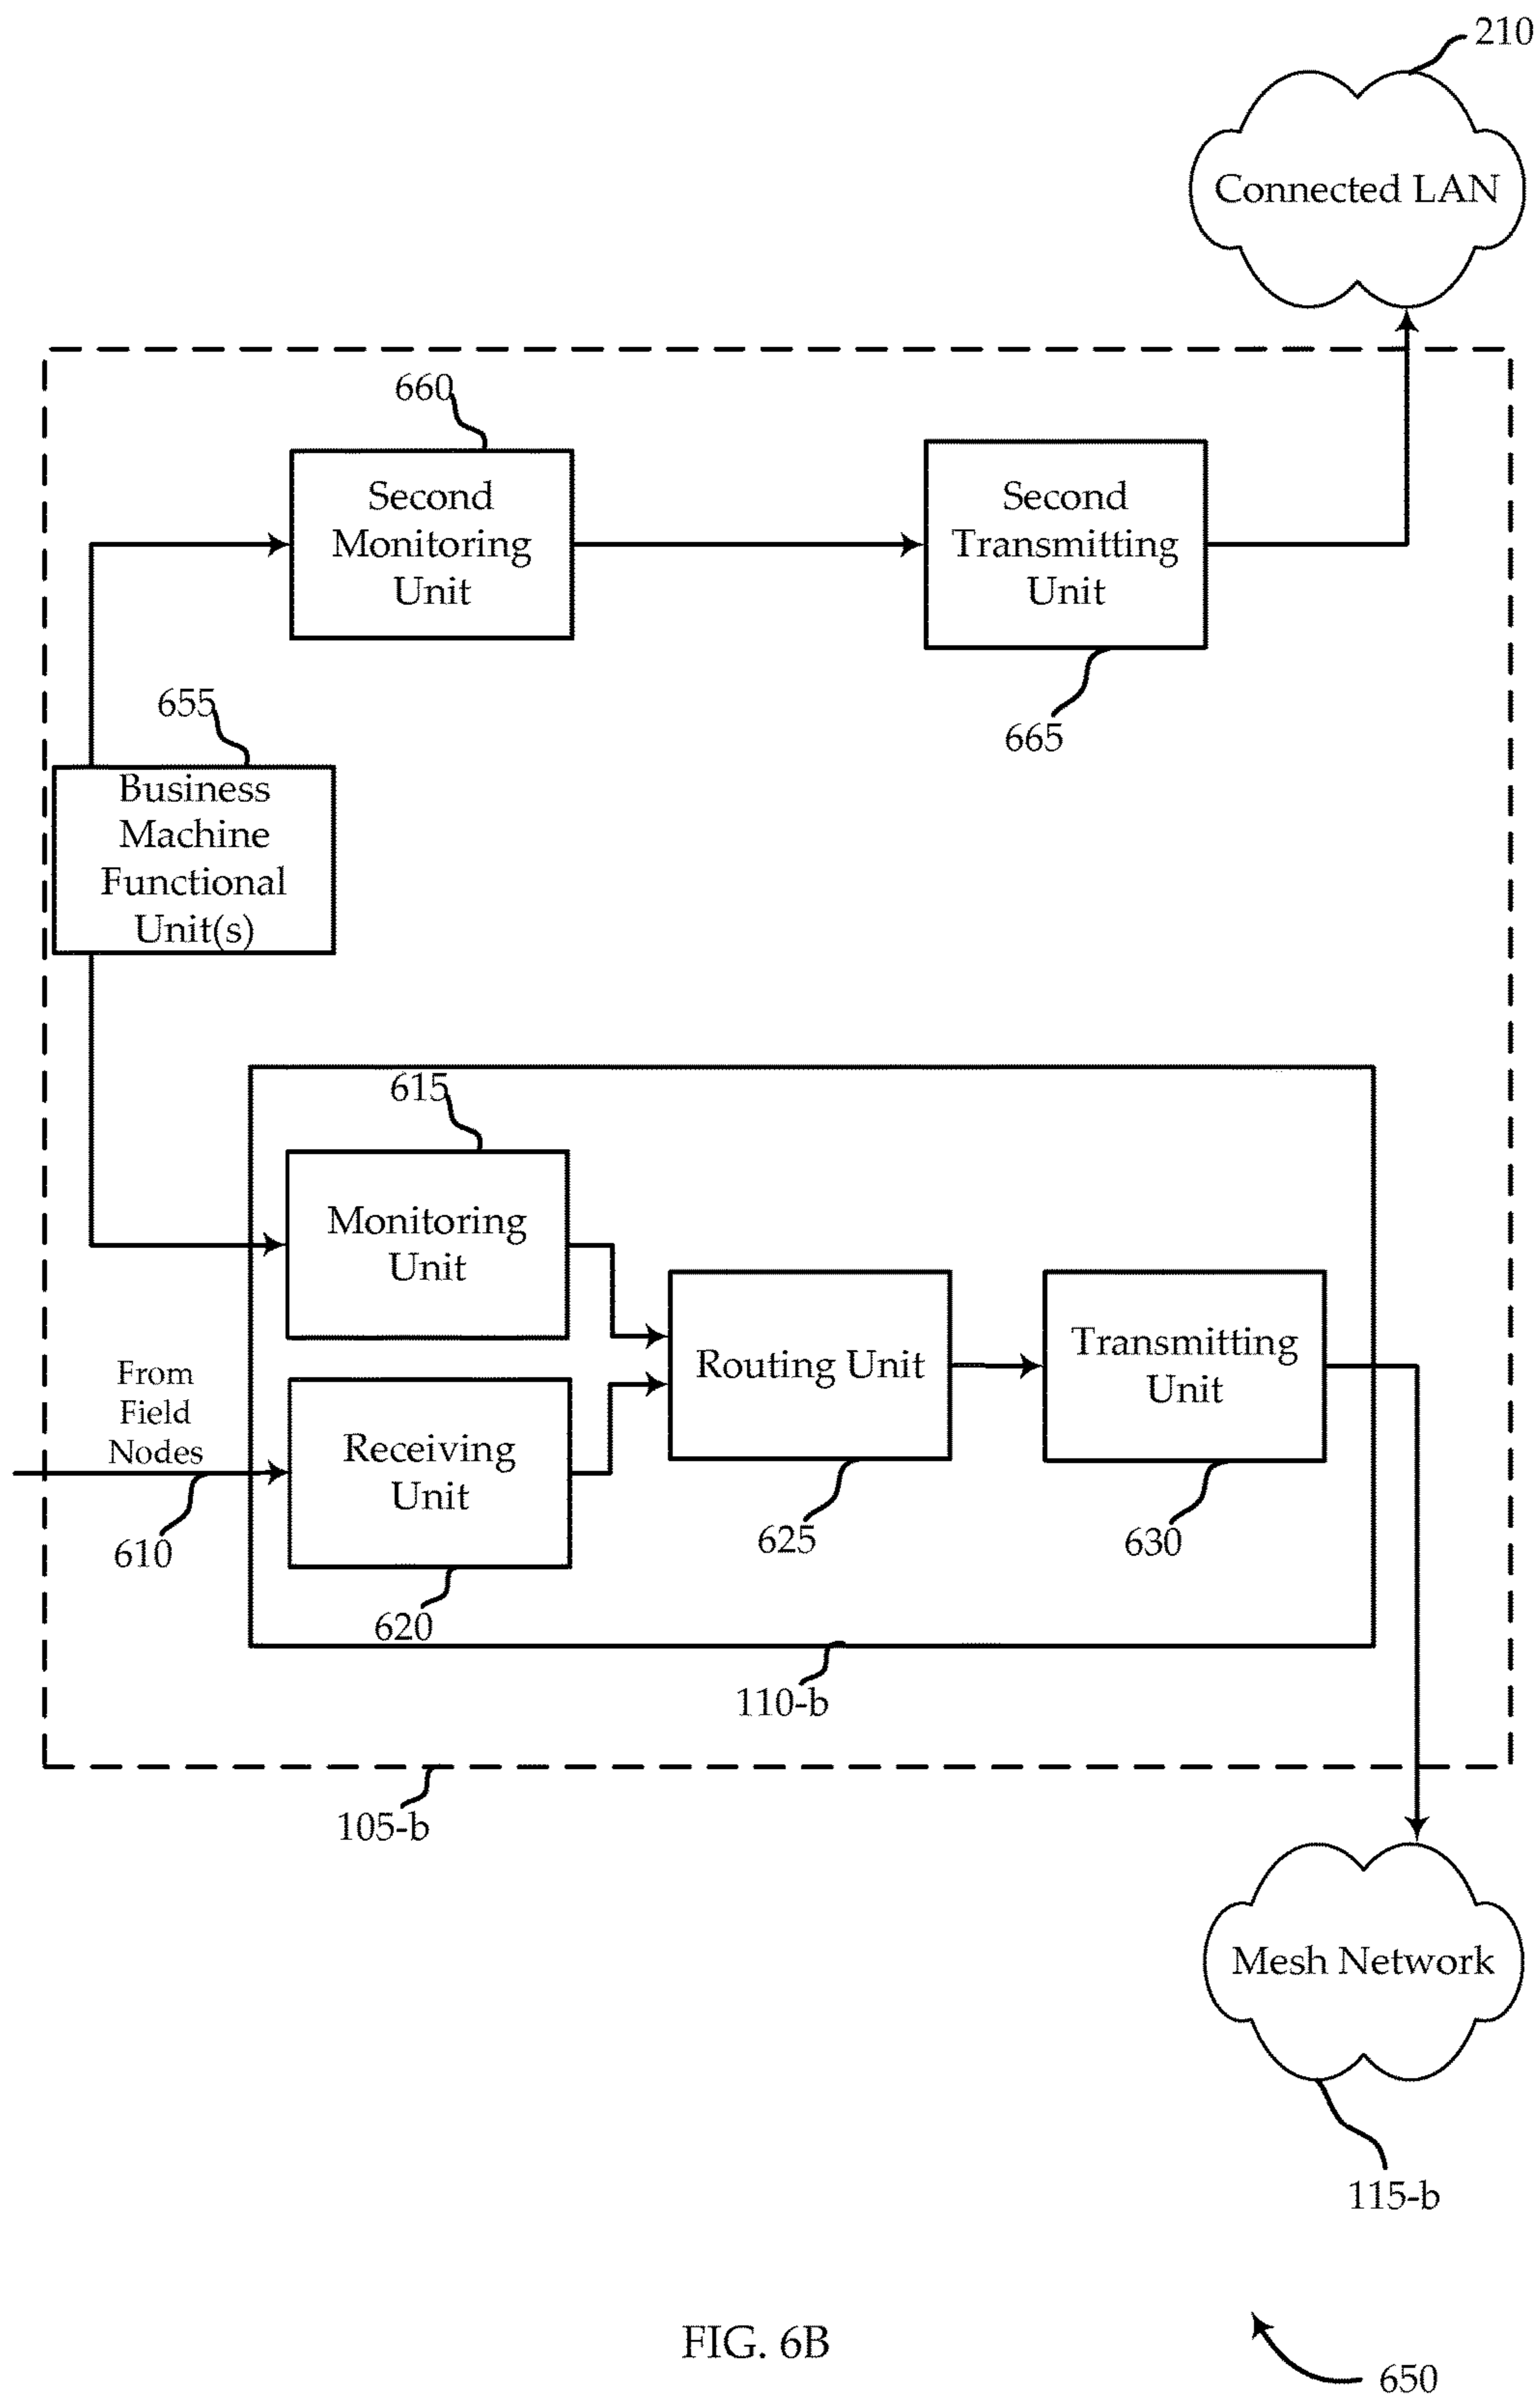 210
Connected LAN
660
Second
Monitoring
Unit
Second
Transmitting
Unit
665
655
Business
Machine
Functional
Unit(s)
615
Monitoring
Unit
From
Field
Nodes
610
Receiving
Unit
620
Routing Unit
625
Transmitting
Unit
630
110-b
105-b
Mesh Network
115-b
FIG. 6B
650